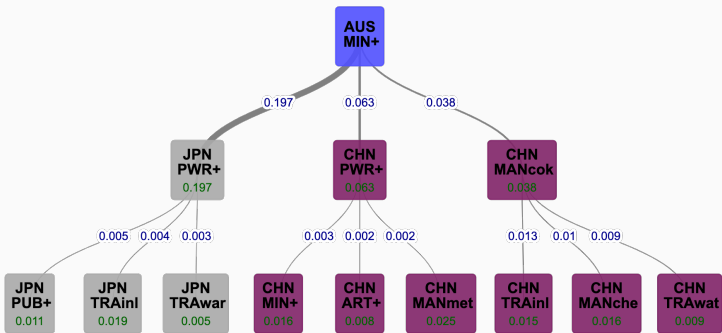 AUS
MIN+
0.197
0.063
0.038
JPN
PWR+
0.197
CHN
PWR+
0.063
CHN
MANcok
0.038
0.005
0.004
0.003
0.003
0.002
0.002
0.013
0.01
0.009
JPN
PUB+
0.011
JPN
TRAinl
0.019
JPN
TRAwar
0.005
CHN
MIN+
0.016
CHN
ART+
0.008
CHN
MANmet
0.025
CHN
TRAinl
0.015
CHN
MANche
0.016
CHN
TRAwat
0.009